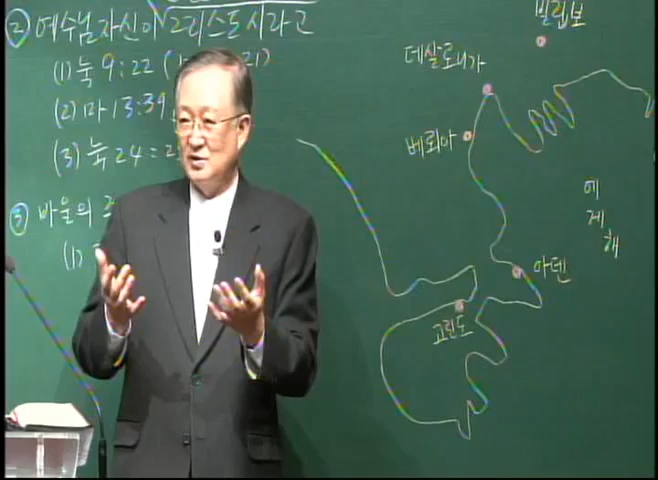 ② 예수님 자신이 그리스도시라고
(1) 눅 9:22 ( 21)
(2) 마 13:39
(3) 눅 24 = 2
③ 바울의
(1)
빌립보
데살로니가
베뢰아
에
게
해
아덴
고린도